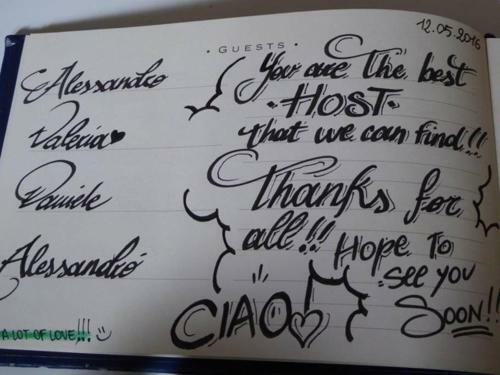 12.05.2016
• GUESTS •
Alessandro
Valeria
Daniele
Alessandro
A LOT OF LOVE!!!
You are The best
• HOST •
that we can find!!
Thanks for
all!!
Hope To
see you
Soon!!
CIAO!